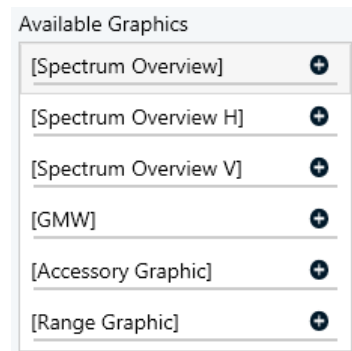 Available Graphics
[Spectrum Overview]
[Spectrum Overview H]
[Spectrum Overview V]
[GMW]
[Accessory Graphic]
[Range Graphic]